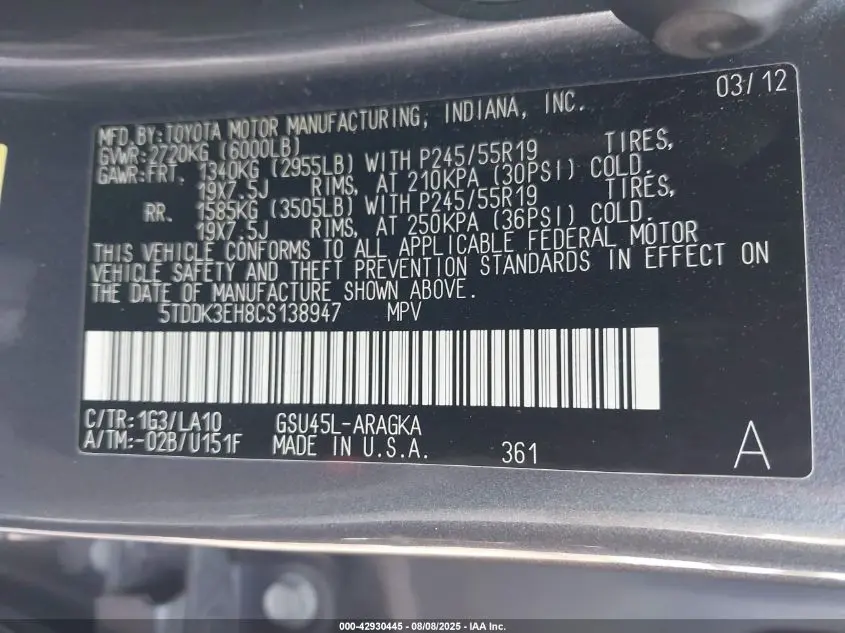 03/12
MFD.BY:TOYOTA MOTOR MANUFACTURING, INDIANA, INC.
GVWR:2720KG (6000LB)
GAWR:FRT. 1340KG (2955LB) WITH P245/55R19 TIRES,
19X7.5J RIMS, AT 210KPA (30PSI) COLD.
RR. 1585KG (3505LB) WITH P245/55R19 TIRES,
19X7.5J RIMS, AT 250KPA (36PSI) COLD.
THIS VEHICLE CONFORMS TO ALL APPLICABLE FEDERAL MOTOR
VEHICLE SAFETY AND THEFT PREVENTION STANDARDS IN EFFECT ON
THE DATE OF MANUFACTURE SHOWN ABOVE.
5TDDK3EH8CS138947 MPV
C/TR:1G3/LA10 GSU45L-ARAGKA
A/TM:-02B/U151F MADE IN U.S.A. 361 A
000-42930445 - 08/08/2025 - IAA Inc.